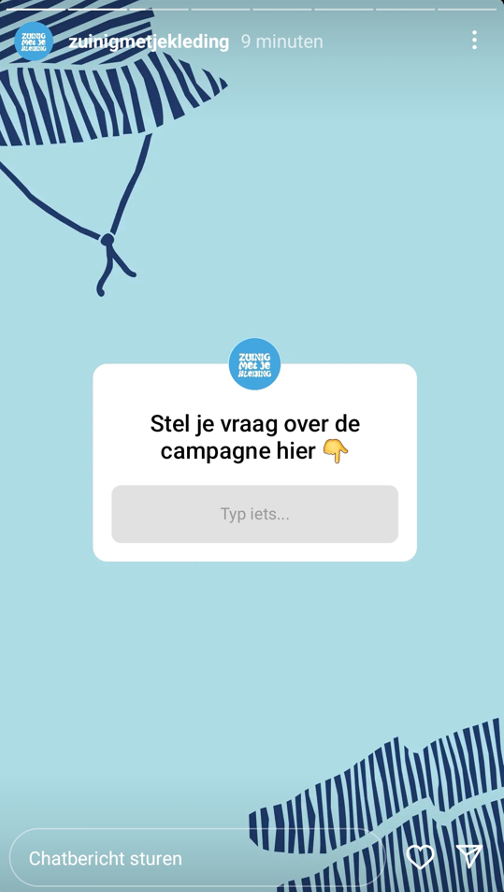 zuinigmetjekleding 9 minuten
ZUINIG
Met Je
KLEDING
ZUINIG
Met Je
KLEDING
Stel je vraag over de
campagne hier 👇
Typ iets...
Chatbericht sturen